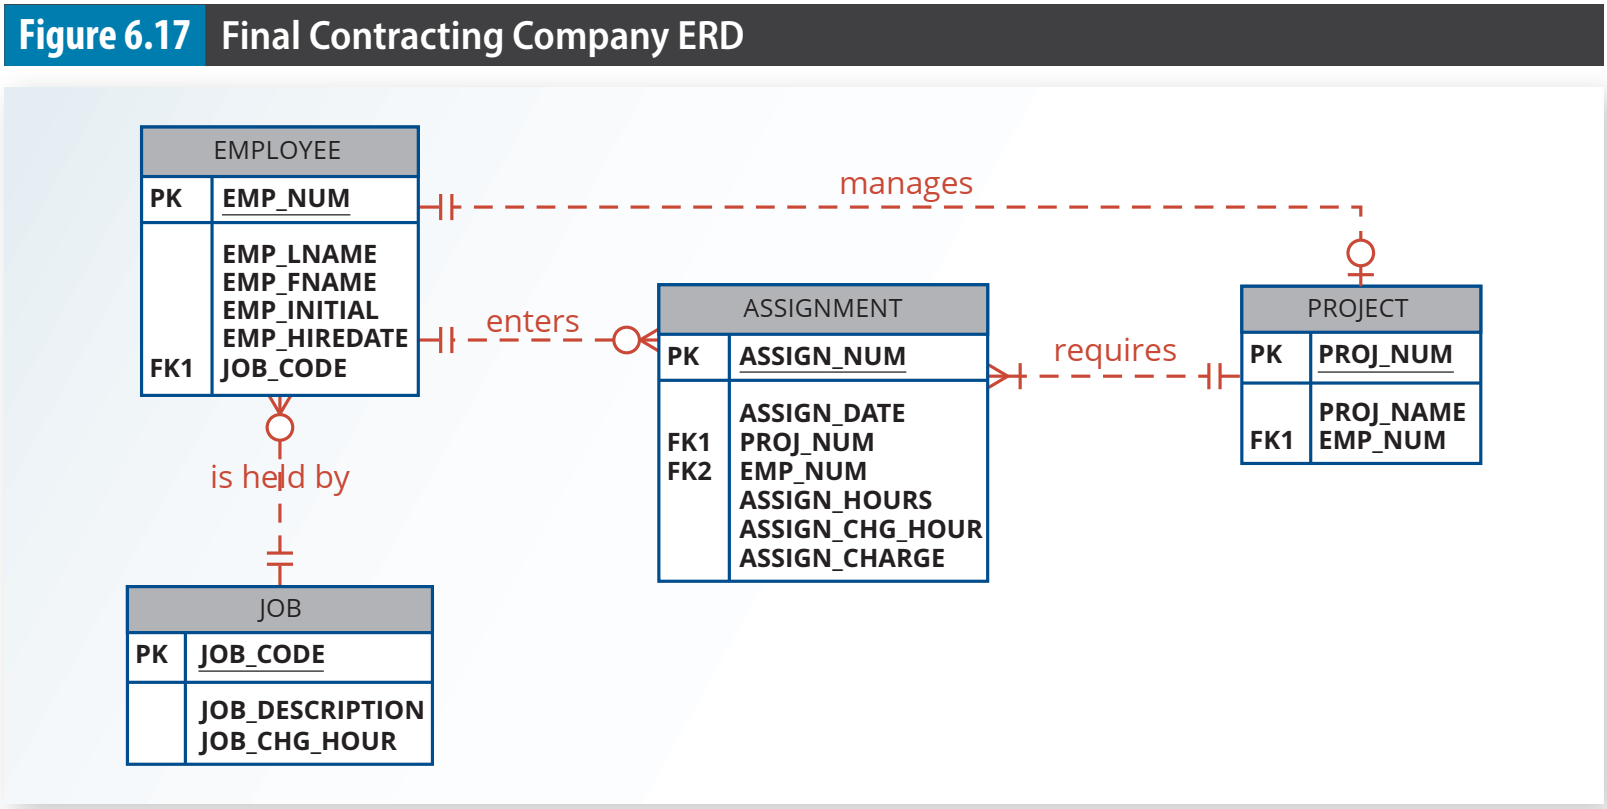 Figure 6.17 Final Contracting Company ERD
EMPLOYEE
PK EMP_NUM
EMP_LNAME
EMP_FNAME
EMP_INITIAL
EMP_HIREDATE
FK1 JOB_CODE
manages
enters
is held by
ASSIGNMENT
PK ASSIGN_NUM
ASSIGN_DATE
FK1 PROJ_NUM
FK2 EMP_NUM
ASSIGN_HOURS
ASSIGN_CHG_HOUR
ASSIGN_CHARGE
requires
PROJECT
PK PROJ_NUM
PROJ_NAME
FK1 EMP_NUM
JOB
PK JOB_CODE
JOB_DESCRIPTION
JOB_CHG_HOUR